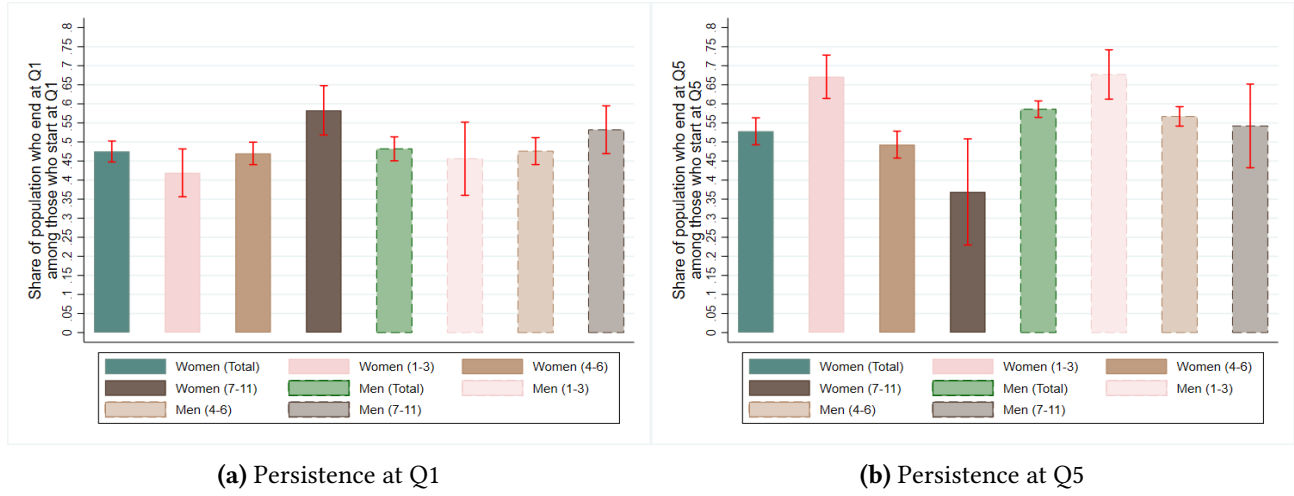 Share of population who end at Q1
among those who start at Q1
0 .05 .1 .15 .2 .25 .3 .35 .4 .45 .5 .55 .6 .65 .7 .75 .8
Women (Total) Women (1-3) Women (4-6)
Women (7-11) Men (Total) Men (1-3)
Men (4-6) Men (7-11)
(a) Persistence at Q1
Share of population who end at Q5
among those who start at Q5
0 .05 .1 .15 .2 .25 .3 .35 .4 .45 .5 .55 .6 .65 .7 .75 .8
Women (Total) Women (1-3) Women (4-6)
Women (7-11) Men (Total) Men (1-3)
Men (4-6) Men (7-11)
(b) Persistence at Q5